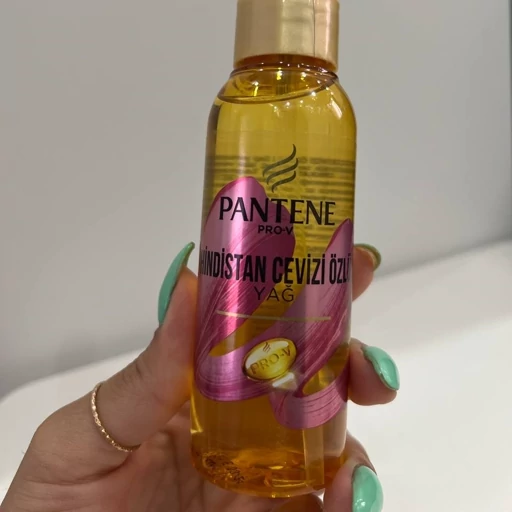 PANTENE
PRO-V
HİNDİSTAN CEVİZİ ÖZLÜ
YAĞ
PRO-V